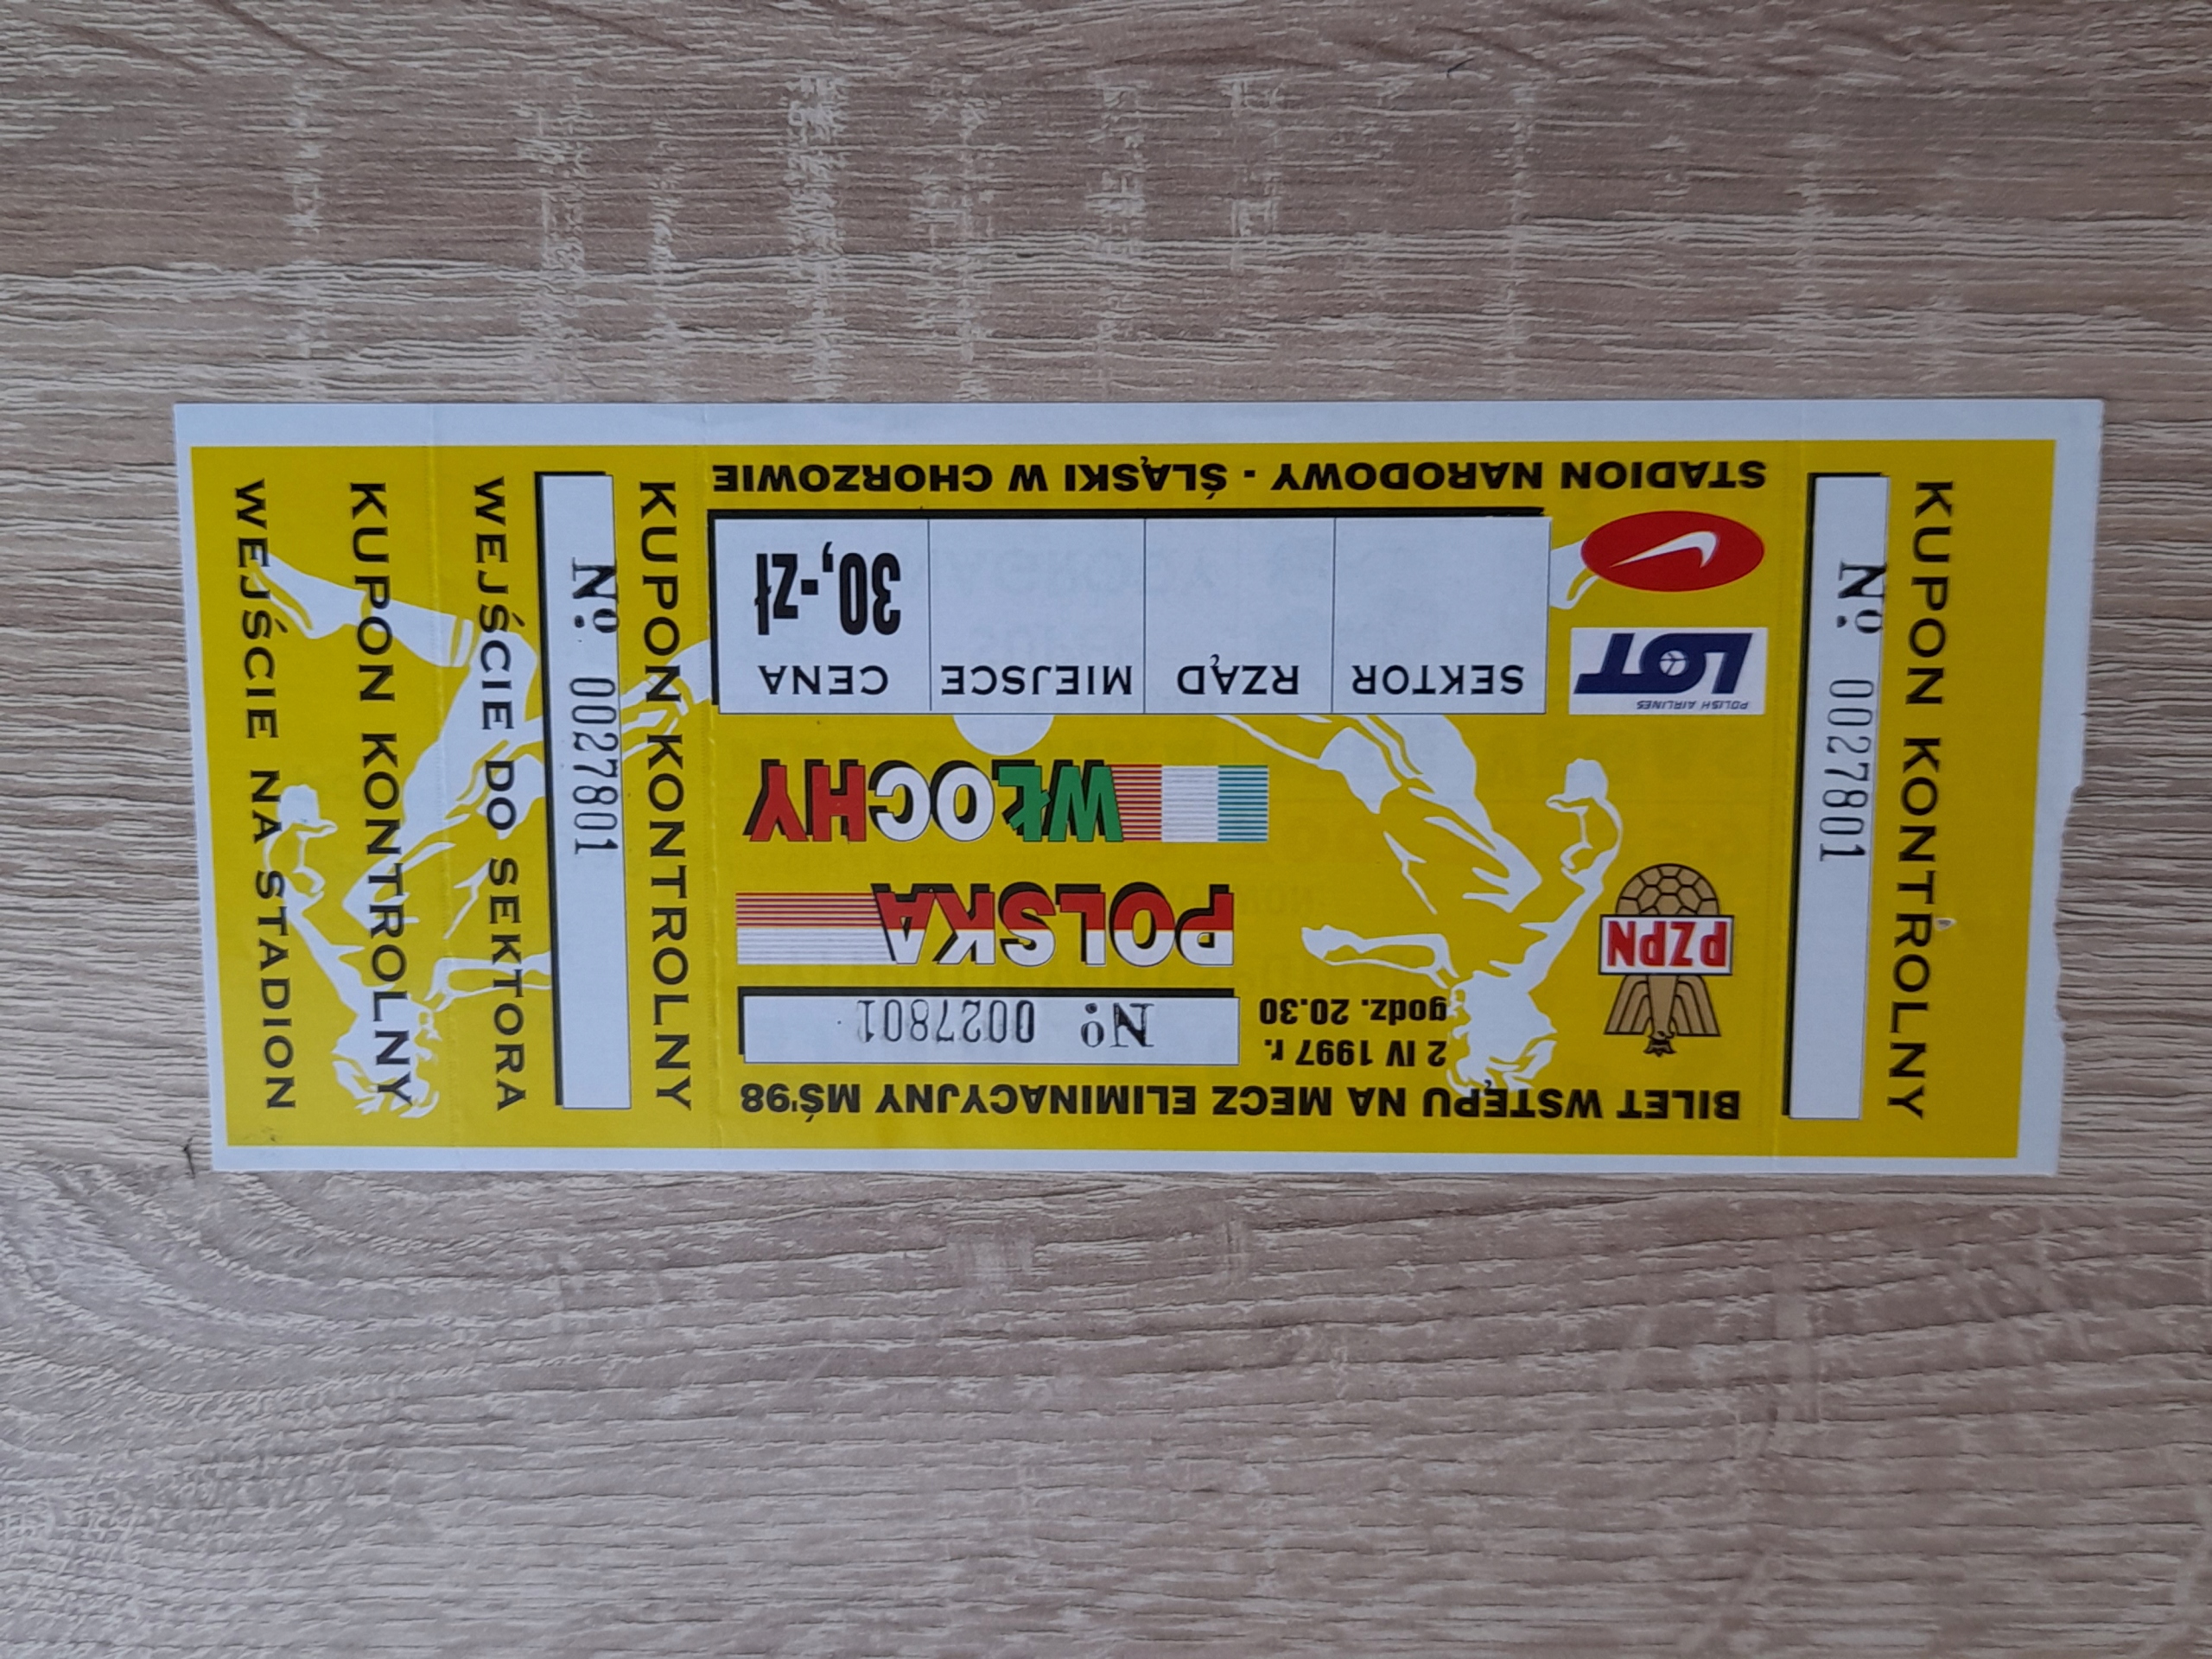 KUPON KONTROLNY
Nº 0027801
BILET WSTĘPU NA MECZ ELIMINACYJNY MŚ'98
2 IV 1997 r.
godz. 20.30
Nº 0027801
PZPN
POLSKA
WŁOCHY
POLISH AIRLINES
LOT
SEKTOR
RZĄD
MIEJSCE
CENA
30,-zł
STADION NARODOWY - ŚLĄSKI W CHORZOWIE
KUPON KONTROLNY
Nº 0027801
WEJŚCIE DO SEKTORA
KUPON KONTROLNY
WEJŚCIE NA STADION